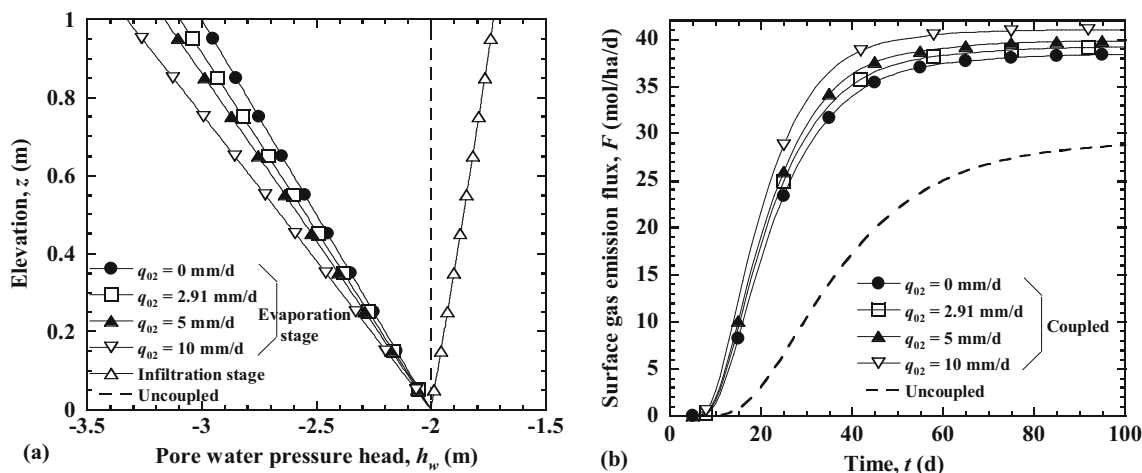 1
0.8
0.6
0.4
0.2
0
Elevation, z (m)
q02 = 0 mm/d
q02 = 2.91 mm/d
q02 = 5 mm/d
q02 = 10 mm/d
Evaporation
stage
Infiltration stage
Uncoupled
-3.5 -3 -2.5 -2 -1.5
(a) Pore water pressure head, hw (m)
40
35
30
25
20
15
10
5
0
Surface gas emission flux, F (mol/ha/d)
q02 = 0 mm/d
q02 = 2.91 mm/d
q02 = 5 mm/d
q02 = 10 mm/d
Coupled
Uncoupled
0 20 40 60 80 100
(b) Time, t (d)